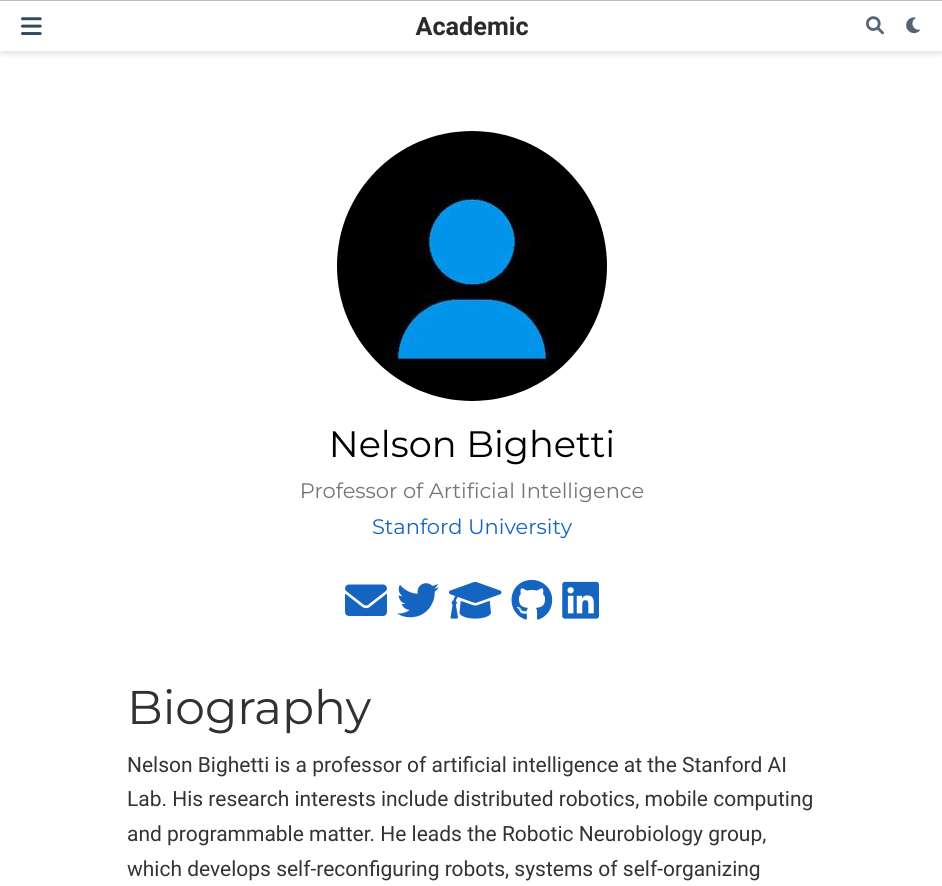 Academic
Nelson Bighetti
Professor of Artificial Intelligence
Stanford University
Biography
Nelson Bighetti is a professor of artificial intelligence at the Stanford AI
Lab. His research interests include distributed robotics, mobile computing
and programmable matter. He leads the Robotic Neurobiology group,
which develops self-reconfiguring robots, systems of self-organizing